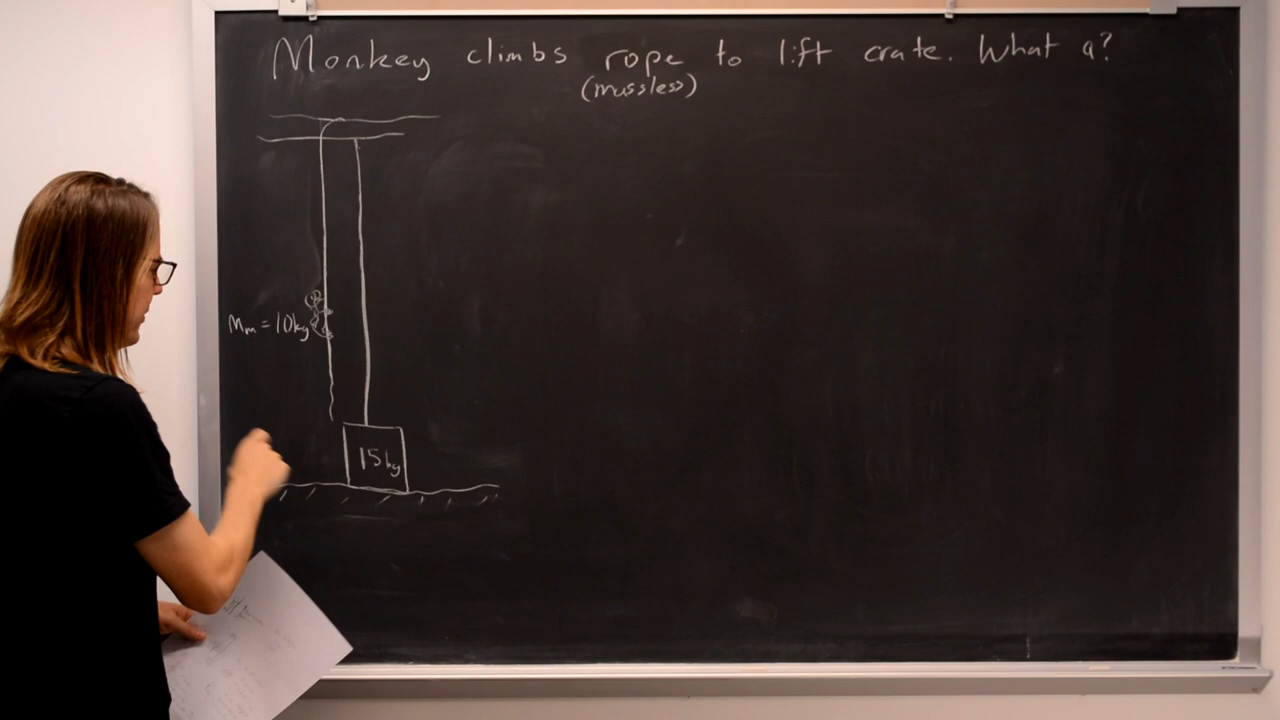 Monkey climbs rope to lift crate. What a?
(massless)
Mm = 10kg
15kg